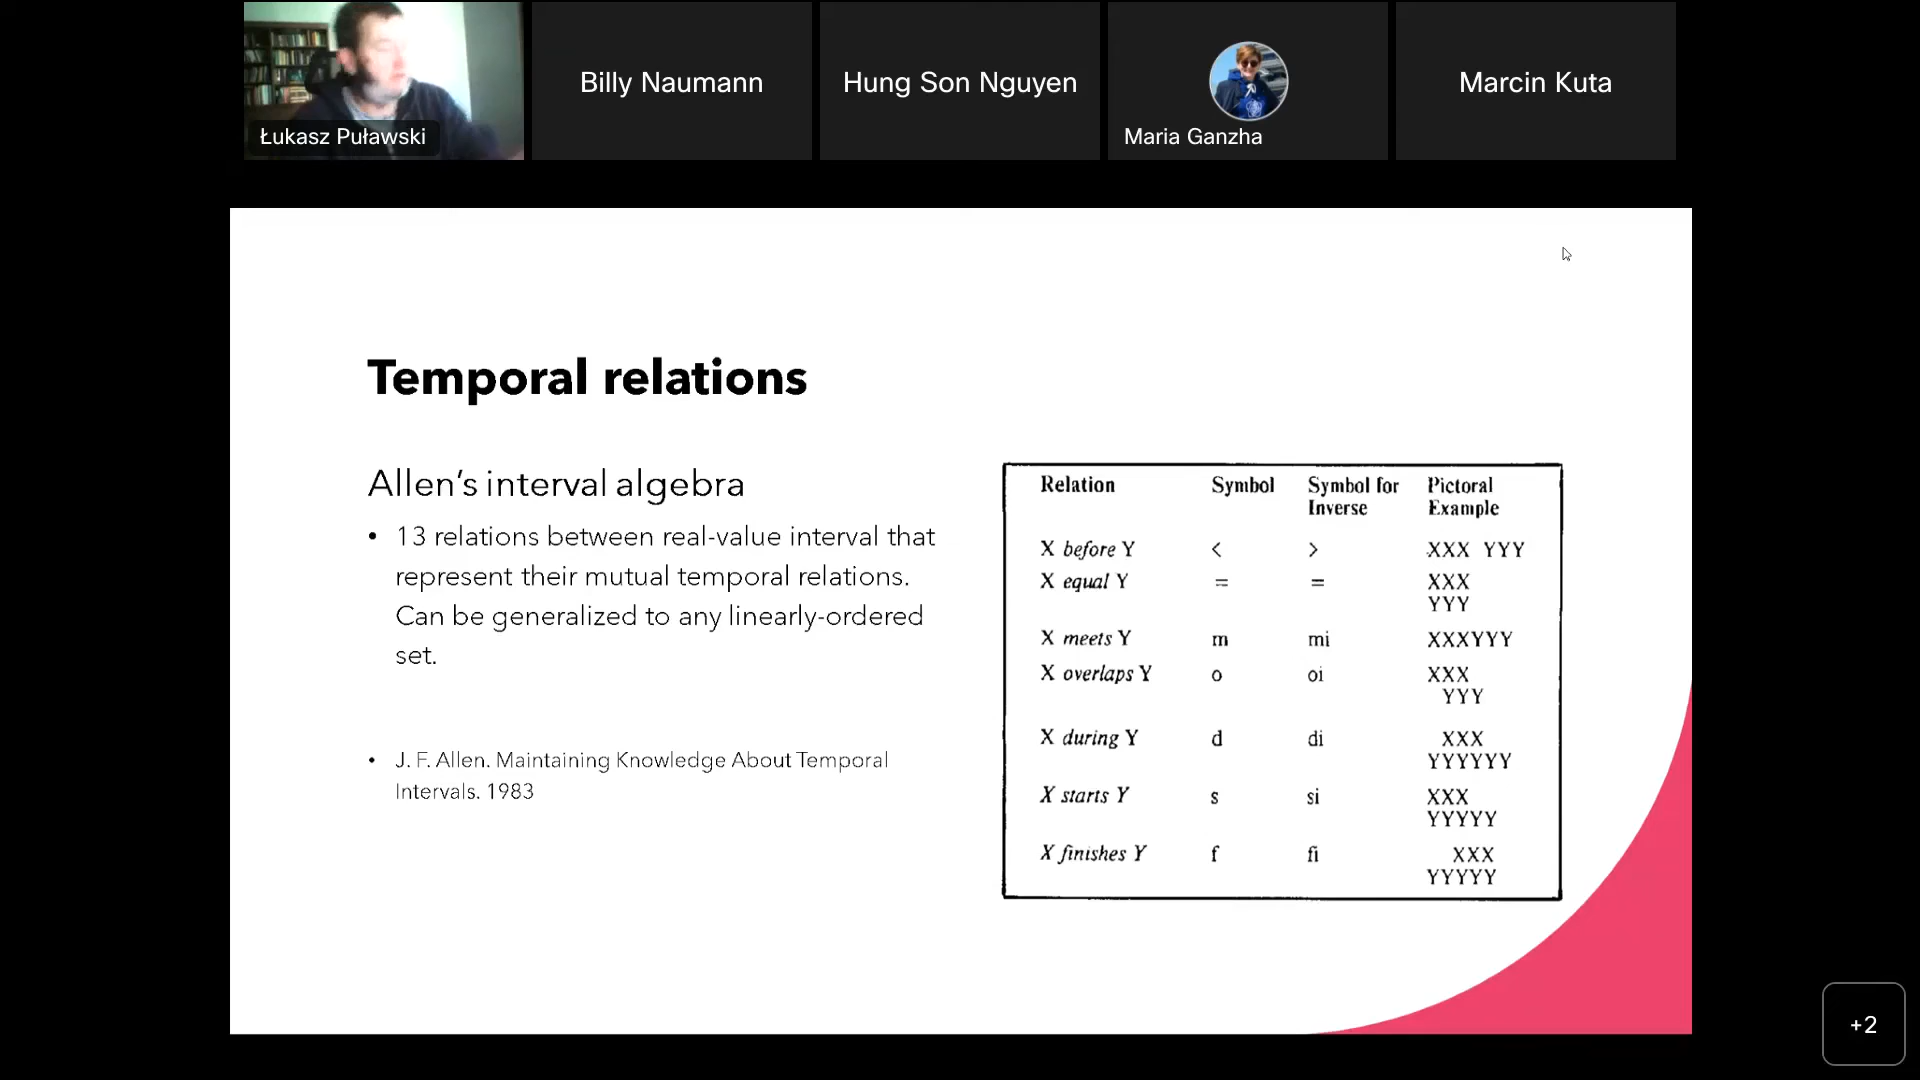 Łukasz Puławski
Billy Naumann
Hung Son Nguyen
Maria Ganzha
Marcin Kuta
Temporal relations
Allen's interval algebra
• 13 relations between real-value interval that
represent their mutual temporal relations.
Can be generalized to any linearly-ordered
set.
• J. F. Allen. Maintaining Knowledge About Temporal
Intervals. 1983
Relation Symbol Symbol for Pictoral
Inverse Example
X before Y < > XXX YYY
X equal Y = = XXX
YYY
X meets Y m mi XXXYYY
X overlaps Y o oi XXX
YYY
X during Y d di XXX
YYYYYY
X starts Y s si XXX
YYYYY
X finishes Y f fi XXX
YYYYY
+2